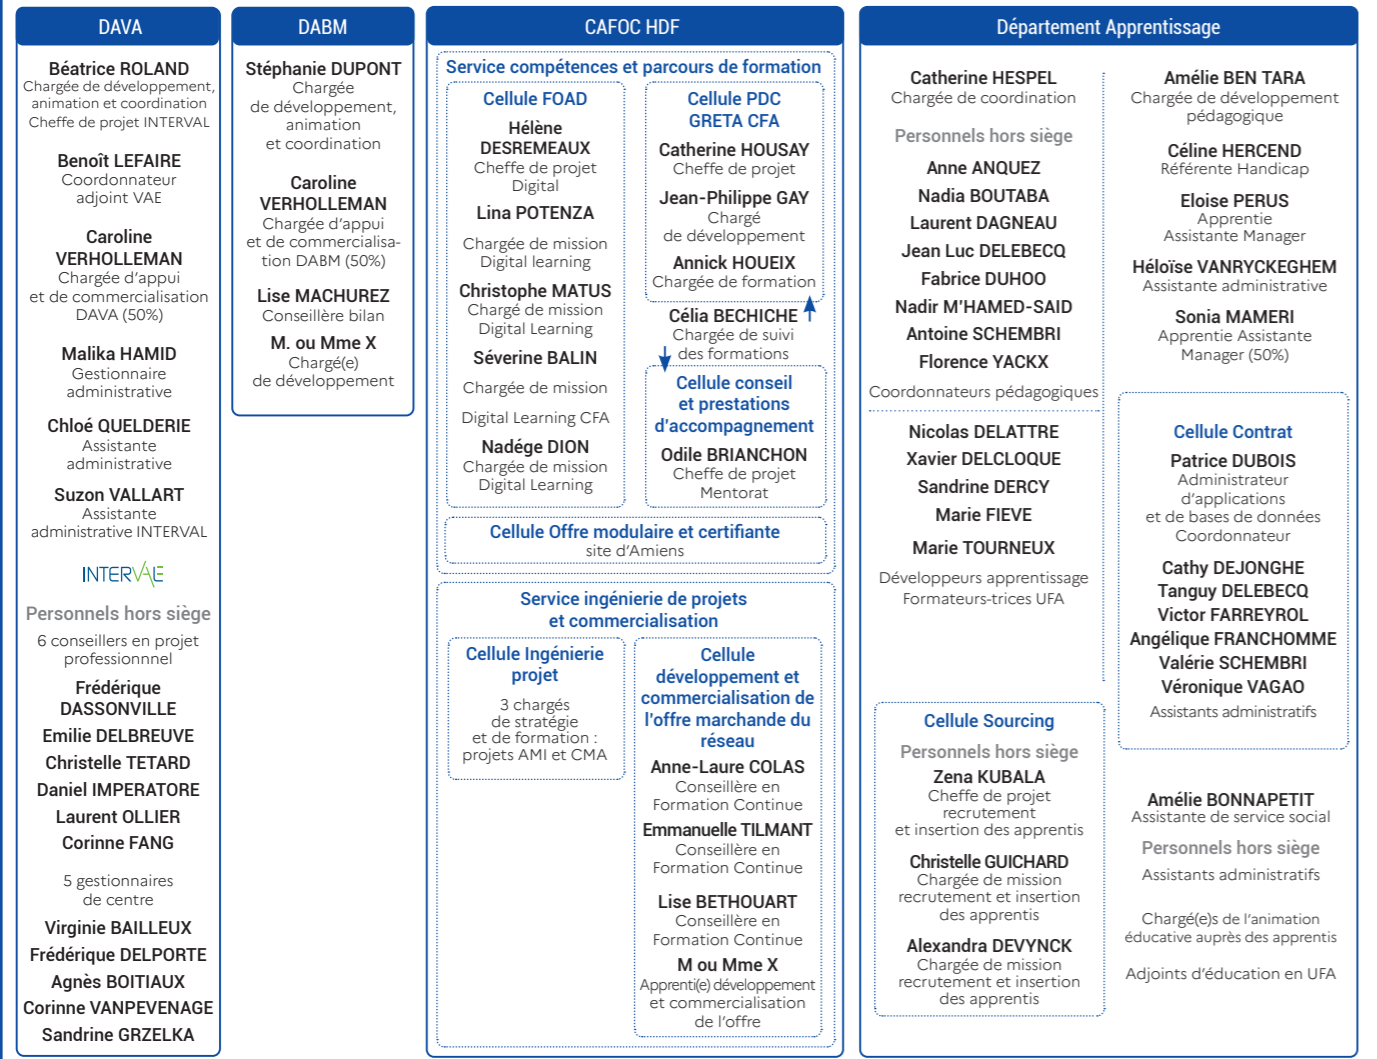 DAVA
Béatrice ROLAND
Chargée de développement,
animation et coordination
Cheffe de projet INTERVAL
Benoît LEFAIRE
Coordonnateur
adjoint VAE
Caroline
VERHOLLEMAN
Chargée d'appui
et de commercialisation
DAVA (50%)
Malika HAMID
Gestionnaire
administrative
Chloé QUELDERIE
Assistante
administrative
Suzon VALLART
Assistante
administrative INTERVAL
INTERVAE
Personnels hors siège
6 conseillers en projet
professionnnel
Frédérique
DASSONVILLE
Emilie DELBREUVE
Christelle TETARD
Daniel IMPERATORE
Laurent OLLIER
Corinne FANG
5 gestionnaires
de centre
Virginie BAILLEUX
Frédérique DELPORTE
Agnès BOITIAUX
Corinne VANPEVENAGE
Sandrine GRZELKA
DABM
Stéphanie DUPONT
Chargée
de développement,
animation
et coordination
Caroline
VERHOLLEMAN
Chargée d'appui
et de commercialisa-
tion DABM (50%)
Lise MACHUREZ
Conseillère bilan
M. ou Mme X
Chargé(e)
de développement
CAFOC HDF
Service compétences et parcours de formation
Cellule FOAD
Hélène
DESREMEAUX
Cheffe de projet
Digital
Lina POTENZA
Chargée de mission
Digital learning
Christophe MATUS
Chargé de mission
Digital Learning
Séverine BALIN
Chargée de mission
Digital Learning CFA
Nadége DION
Chargée de mission
Digital Learning
Cellule PDC
GRETA CFA
Catherine HOUSAY
Cheffe de projet
Jean-Philippe GAY
Chargé
de développement
Annick HOUEIX
Chargée de formation
Célia BECHICHE
Chargée de suivi
des formations
Cellule conseil
et prestations
d'accompagnement
Odile BRIANCHON
Cheffe de projet
Mentorat
Cellule Offre modulaire et certifiante
site d'Amiens
Service ingénierie de projets
et commercialisation
Cellule Ingénierie
projet
3 chargés
de stratégie
et de formation :
projets AMI et CMA
Cellule
développement et
commercialisation de
l'offre marchande du
réseau
Anne-Laure COLAS
Conseillère en
Formation Continue
Emmanuelle TILMANT
Conseillère en
Formation Continue
Lise BETHOUART
Conseillère en
Formation Continue
M ou Mme X
Apprenti(e) développement
et commercialisation
de l'offre
Département Apprentissage
Catherine HESPEL
Chargée de coordination
Personnels hors siège
Anne ANQUEZ
Nadia BOUTABA
Laurent DAGNEAU
Jean Luc DELEBECQ
Fabrice DUHOO
Nadir M'HAMED-SAID
Antoine SCHEMBRI
Florence YACKX
Coordonnateurs pédagogiques
Nicolas DELATTRE
Xavier DELCLOQUE
Sandrine DERCY
Marie FIEVE
Marie TOURNEUX
Développeurs apprentissage
Formateurs-trices UFA
Cellule Sourcing
Personnels hors siège
Zena KUBALA
Cheffe de projet
recrutement
et insertion des apprentis
Christelle GUICHARD
Chargée de mission
recrutement et insertion
des apprentis
Alexandra DEVYNCK
Chargée de mission
recrutement et insertion
des apprentis
Amélie BEN TARA
Chargée de développement
pédagogique
Céline HERCEND
Référente Handicap
Eloise PERUS
Apprentie
Assistante Manager
Héloïse VANRYCKEGHEM
Assistante administrative
Sonia MAMERI
Apprentie Assistante
Manager (50%)
Cellule Contrat
Patrice DUBOIS
Administrateur
d'applications
et de bases de données
Coordonnateur
Cathy DEJONGHE
Tanguy DELEBECQ
Victor FARREYROL
Angélique FRANCHOMME
Valérie SCHEMBRI
Véronique VAGAO
Assistants administratifs
Amélie BONNAPETIT
Assistante de service social
Personnels hors siège
Assistants administratifs
Chargé(e)s de l'animation
éducative auprès des apprentis
Adjoints d'éducation en UFA